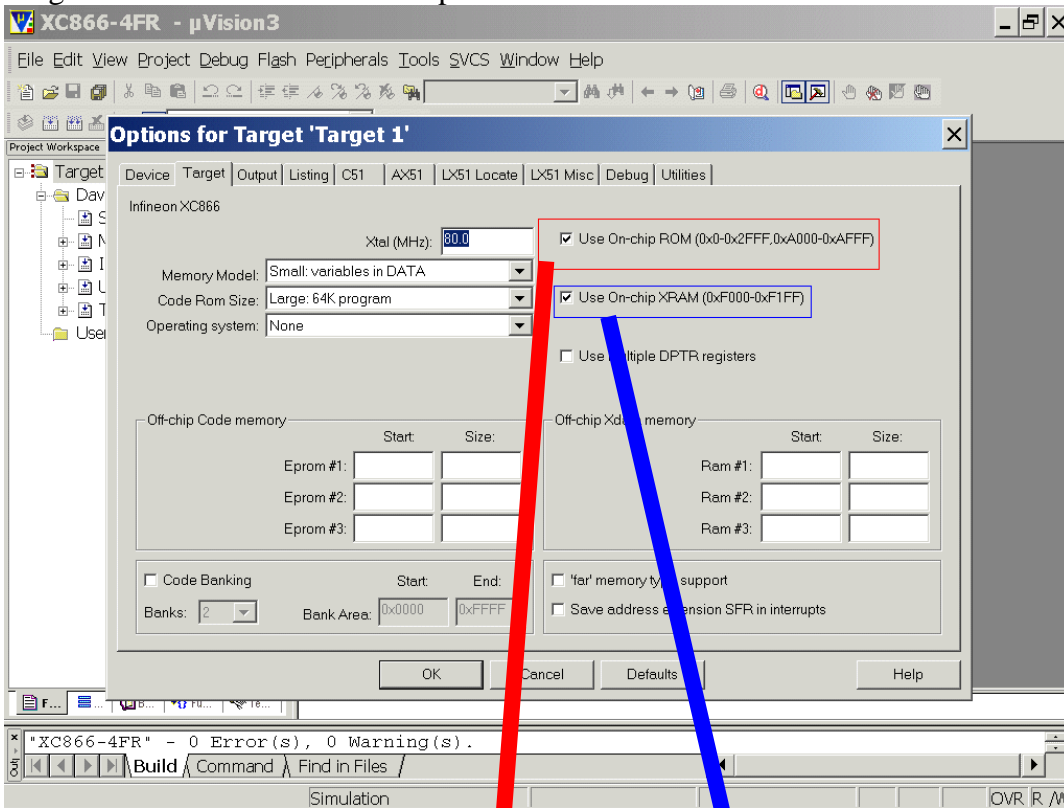 XC866-4FR - µVision3
File Edit View Project Debug Flash Peripherals Tools SVCS Window Help
Project Workspace
Options for Target 'Target 1'
Target
Dav
User
Device Target Output Listing C51 AX51 LX51 Locate LX51 Misc Debug Utilities
Infineon XC866
Xtal (MHz): 80.0
Use On-chip ROM (0x0-0x2FFF,0xA000-0xAFFF)
Memory Model: Small: variables in DATA
Code Rom Size: Large: 64K program
Use On-chip XRAM (0xF000-0xF1FF)
Operating system: None
Use multiple DPTR registers
Off-chip Code memory
Start: Size:
Eprom #1:
Eprom #2:
Eprom #3:
Off-chip Xdata memory
Start: Size:
Ram #1:
Ram #2:
Ram #3:
Code Banking Start: End:
Banks: 2 Bank Area: 0x0000 0xFFFF
'far' memory type support
Save address extension SFR in interrupts
OK Cancel Defaults Help
F... B... Fu... Te...
"XC866-4FR" - 0 Error(s), 0 Warning(s).
Build Command Find in Files
Simulation OVR R